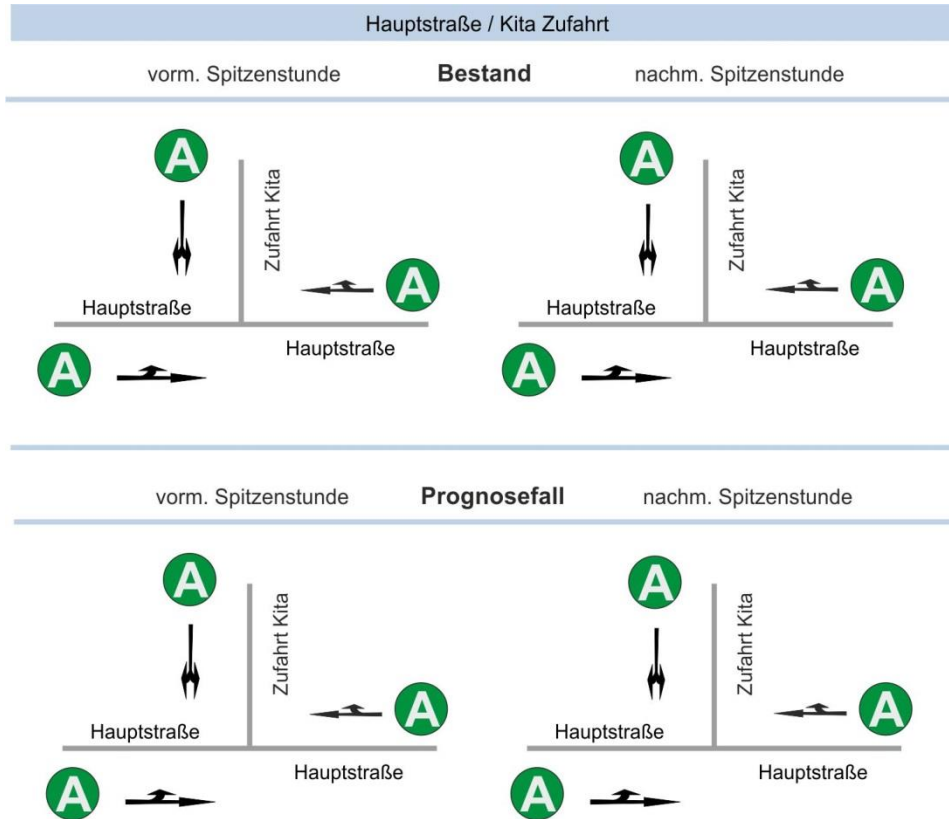 Hauptstraße / Kita Zufahrt
vorm. Spitzenstunde Bestand nachm. Spitzenstunde
A A
Zufahrt Kita Zufahrt Kita
A A
Hauptstraße Hauptstraße
Hauptstraße Hauptstraße
A A
vorm. Spitzenstunde Prognosefall nachm. Spitzenstunde
A A
Zufahrt Kita Zufahrt Kita
A A
Hauptstraße Hauptstraße
Hauptstraße Hauptstraße
A A